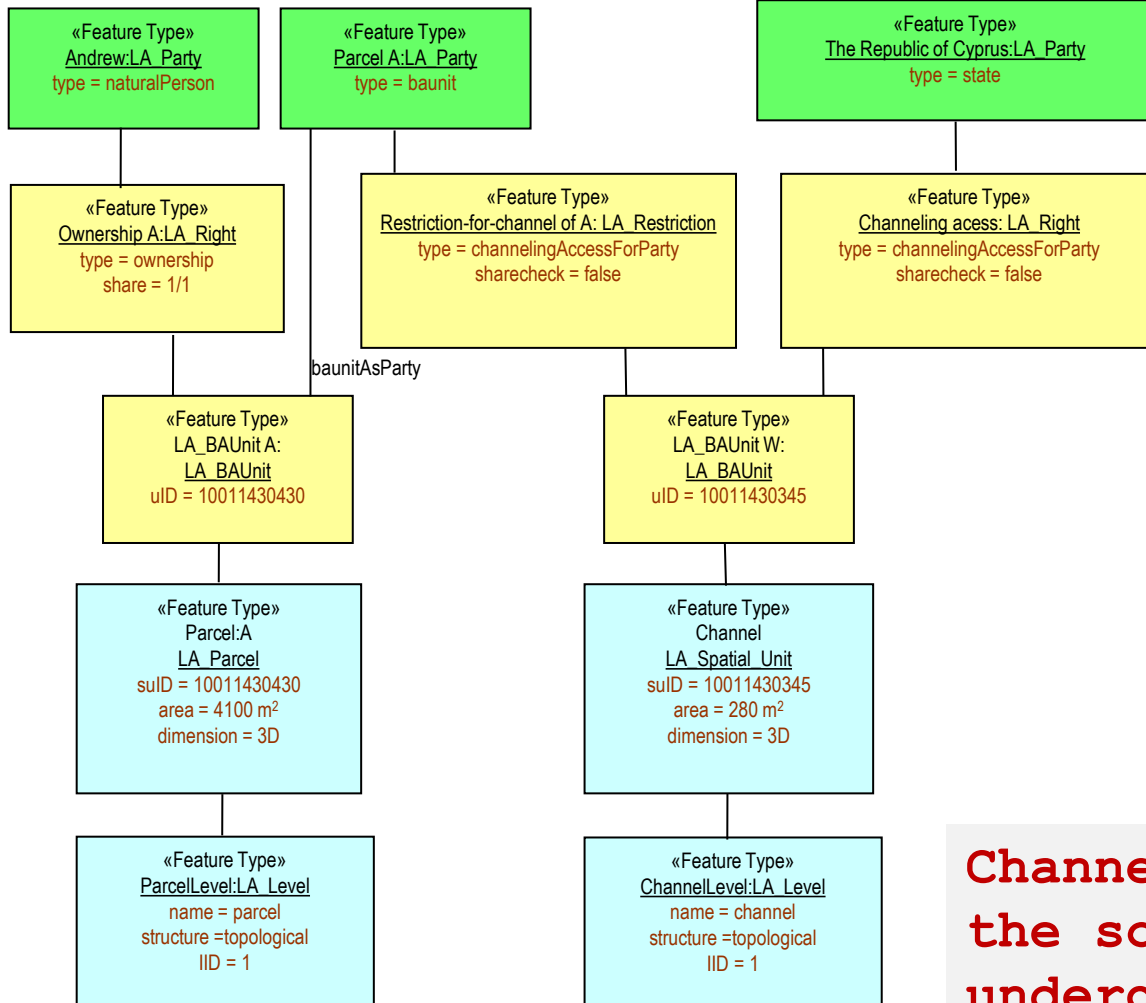 «Feature Type»
Andrew:LA_Party
type = naturalPerson
«Feature Type»
Parcel A:LA_Party
type = baunit
«Feature Type»
The Republic of Cyprus:LA_Party
type = state
«Feature Type»
Ownership A:LA_Right
type = ownership
share = 1/1
«Feature Type»
Restriction-for-channel of A: LA_Restriction
type = channelingAccessForParty
sharecheck = false
«Feature Type»
Channeling acess: LA_Right
type = channelingAccessForParty
sharecheck = false
baunitAsParty
«Feature Type»
LA_BAUnit A:
LA_BAUnit
uID = 10011430430
«Feature Type»
LA_BAUnit W:
LA_BAUnit
uID = 10011430345
«Feature Type»
Parcel:A
LA_Parcel
suID = 10011430430
area = 4100 m²
dimension = 3D
«Feature Type»
Channel
LA_Spatial_Unit
suID = 10011430345
area = 280 m²
dimension = 3D
«Feature Type»
ParcelLevel:LA_Level
name = parcel
structure =topological
lID = 1
«Feature Type»
ChannelLevel:LA_Level
name = channel
structure =topological
lID = 1
the